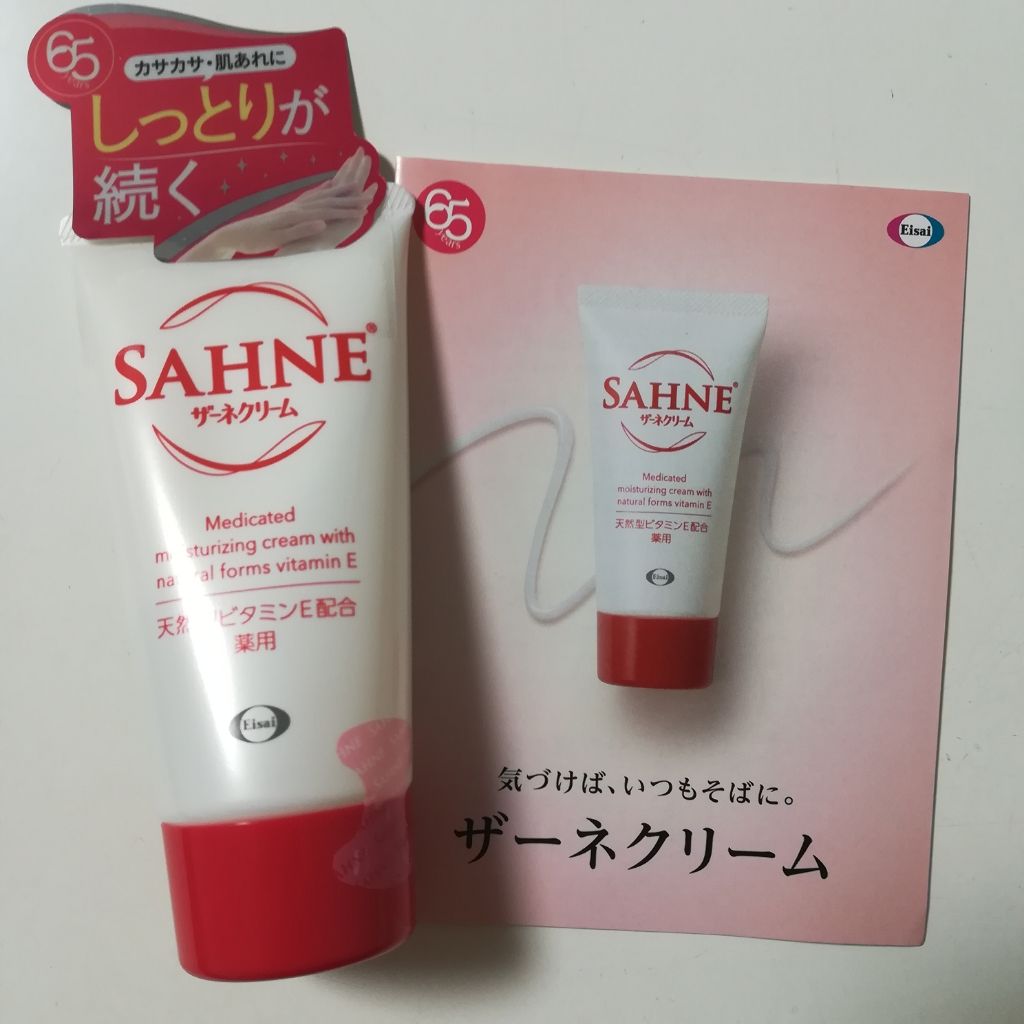 65
years
カサカサ・肌あれに
しっとりが
続く
SAHNE®
ザーネクリーム
Medicated
moisturizing cream with
natural forms vitamin E
天然型ビタミンE配合
薬用
Eisai
SAHNE
65
years
Eisai
SAHNE®
ザーネクリーム
Medicated
moisturizing cream with
natural forms vitamin E
天然型ビタミンE配合
薬用
Eisai
気づけば、いつもそばに。
ザーネクリーム